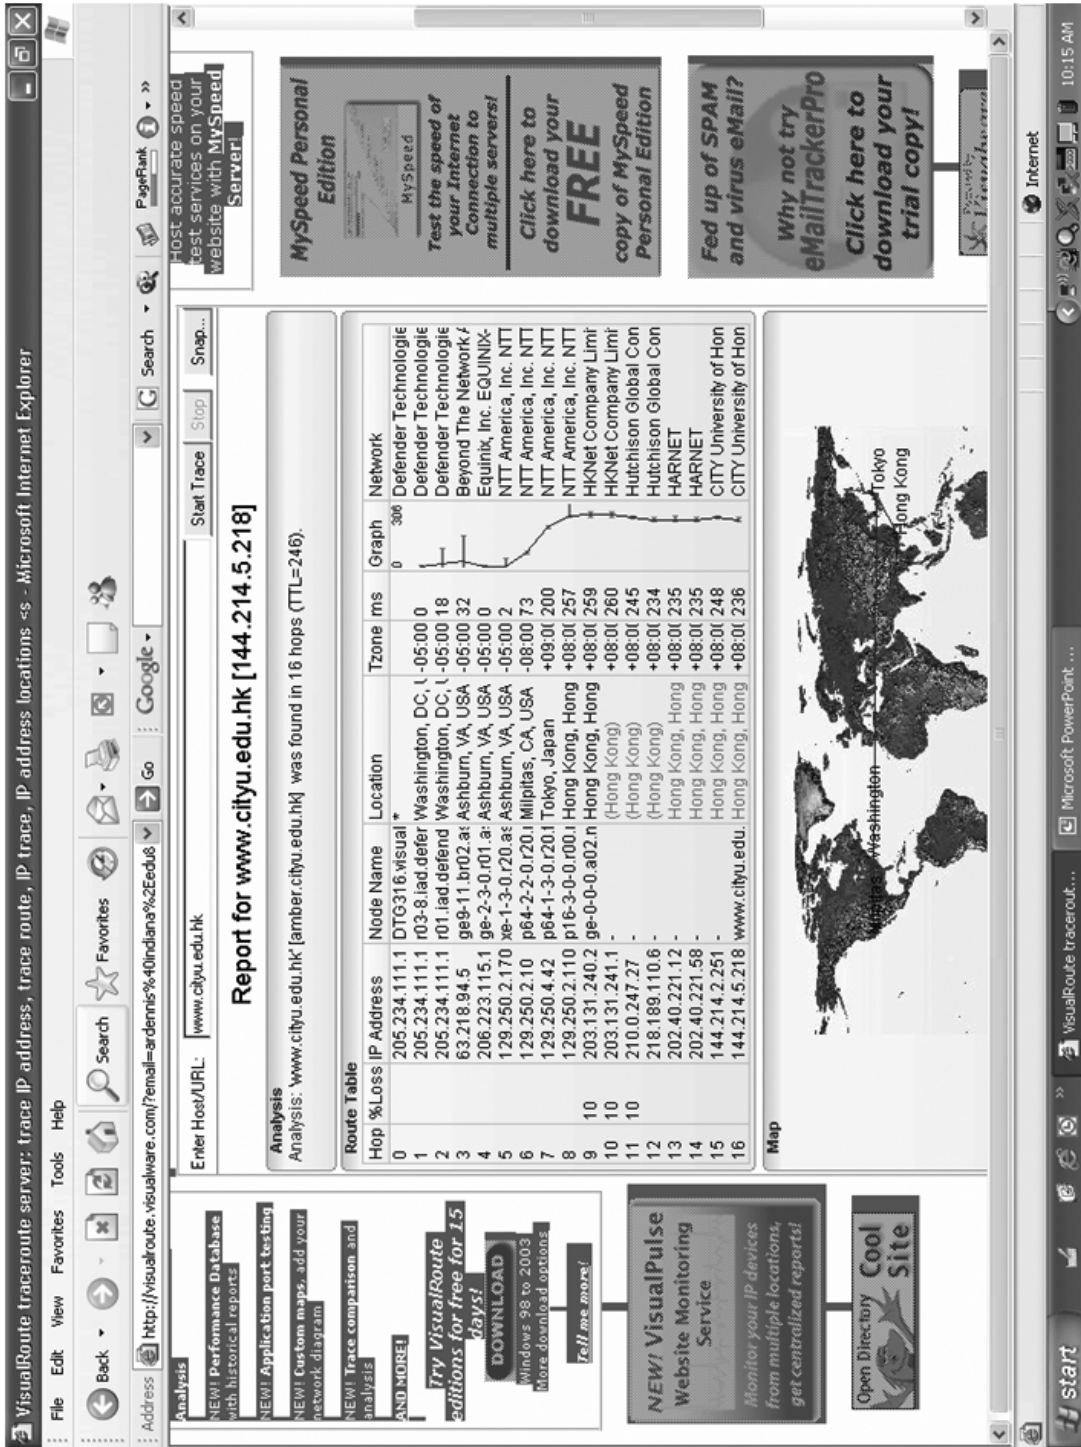 VisualRoute traceroute server: trace IP address, trace route, IP trace, IP address locations <s - Microsoft Internet Explorer
File Edit View Favorites Tools Help
Back Search Favorites
Address http://visualroute.visualware.com/?email=ardennis%40indiana%2Eedu& Go Google G Search PageRank
Analysis
NEW! Performance Database
with historical reports
NEW! Application port testing
NEW! Custom maps, add your
network diagram
NEW! Trace comparison and
analysis
AND MORE!
Try VisualRoute
editions for free for 15
days!
DOWNLOAD
Windows 98 to 2003
More download options
Tell me more!
NEW! VisualPulse
Website Monitoring
Service
Monitor your IP devices
from multiple locations,
get centralized reports!
Open Directory Cool
Site
Enter Host/URL: www.cityu.edu.hk Start Trace Stop Snap...
Report for www.cityu.edu.hk [144.214.5.218]
Analysis
Analysis: 'www.cityu.edu.hk' [amber.cityu.edu.hk] was found in 16 hops (TTL=246).
Route Table
Hop %Loss IP Address Node Name Location Tzone ms Graph Network
0 205.234.111.1 DTG316.visual * 0 306 Defender Technologie
1 205.234.111.1 r03-8.iad.defer Washington, DC, U -05:00 0 Defender Technologie
2 205.234.111.1 r01.iad.defend Washington, DC, U -05:00 18 Defender Technologie
3 63.218.94.5 ge9-11.br02.as Ashburn, VA, USA -05:00 32 Beyond The Network A
4 206.223.115.1 ge-2-3-0.r01.a: Ashburn, VA, USA -05:00 0 Equinix, Inc. EQUINIX-
5 129.250.2.170 xe-1-3-0.r20.as Ashburn, VA, USA -05:00 2 NTT America, Inc. NTT
6 129.250.2.10 p64-2-2-0.r20.i Milpitas, CA, USA -08:00 73 NTT America, Inc. NTT
7 129.250.4.42 p64-1-3-0.r20.t Tokyo, Japan +09:0( 200 NTT America, Inc. NTT
8 129.250.2.110 p16-3-0-0.r00.i Hong Kong, Hong +08:0( 257 NTT America, Inc. NTT
9 10 203.131.240.2 ge-0-0-0.a02.n Hong Kong, Hong +08:0( 259 HKNet Company Limit
10 10 203.131.241.1 - (Hong Kong) +08:0( 260 HKNet Company Limit
11 10 210.0.247.27 - (Hong Kong) +08:0( 245 Hutchison Global Con
12 218.189.110.6 - (Hong Kong) +08:0( 234 Hutchison Global Con
13 202.40.221.12 - Hong Kong, Hong +08:0( 235 HARNET
14 202.40.221.58 - Hong Kong, Hong +08:0( 235 HARNET
15 144.214.2.251 - Hong Kong, Hong +08:0( 248 CITY University of Hon
16 144.214.5.218 www.cityu.edu. Hong Kong, Hong +08:0( 236 CITY University of Hon
Map
Milpitas Washington
Tokyo
Hong Kong
Host accurate speed
test services on your
website with MySpeed
Server!
MySpeed Personal
Edition
MySpeed
Test the speed of
your Internet
Connection to
multiple servers!
Click here to
download your
FREE
copy of MySpeed
Personal Edition
Fed up of SPAM
and virus eMail?
Why not try
eMailTrackerPro
Click here to
download your
trial copy!
Internet
start VisualRoute tracerout... Microsoft PowerPoint ... 10:15 AM